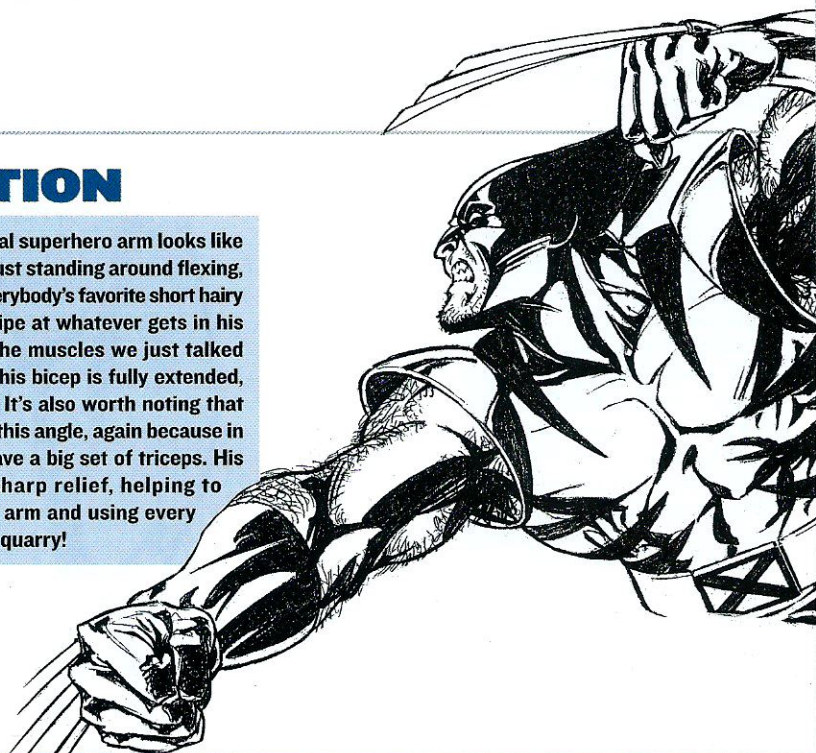 TION
al superhero arm looks like
ust standing around flexing,
erybody's favorite short hairy
ipe at whatever gets in his
he muscles we just talked
his bicep is fully extended,
It's also worth noting that
this angle, again because in
ave a big set of triceps. His
harp relief, helping to
arm and using every
quarry!